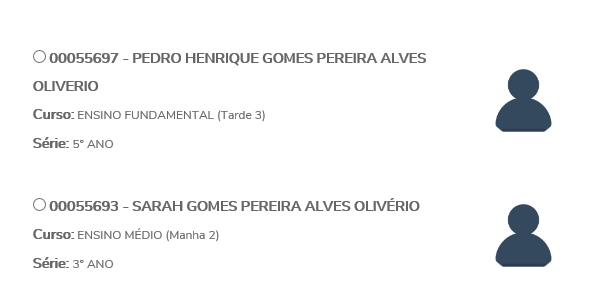 00055697 - PEDRO HENRIQUE GOMES PEREIRA ALVES
OLIVERIO
Curso: ENSINO FUNDAMENTAL (Tarde 3)
Série: 5° ANO
00055693 - SARAH GOMES PEREIRA ALVES OLIVÉRIO
Curso: ENSINO MÉDIO (Manha 2)
Série: 3° ANO